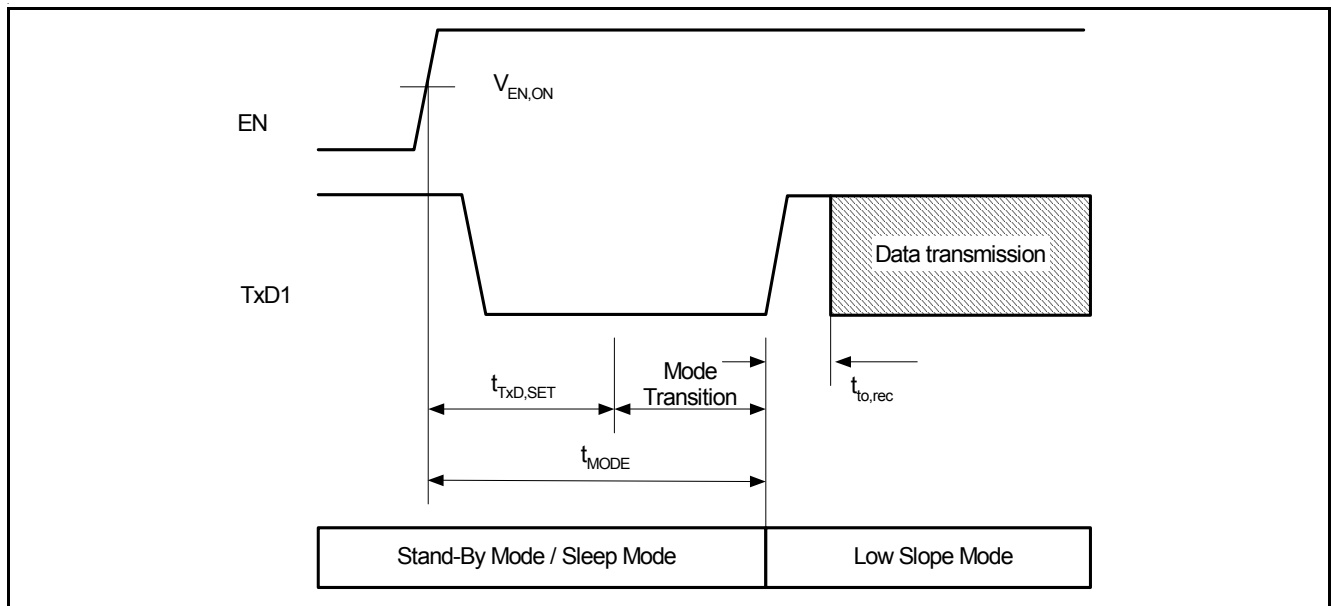 V_EN,ON
EN
Data transmission
TxD1
Mode
Transition
t_TxD,SET
t_to,rec
t_MODE
Stand-By Mode / Sleep Mode
Low Slope Mode